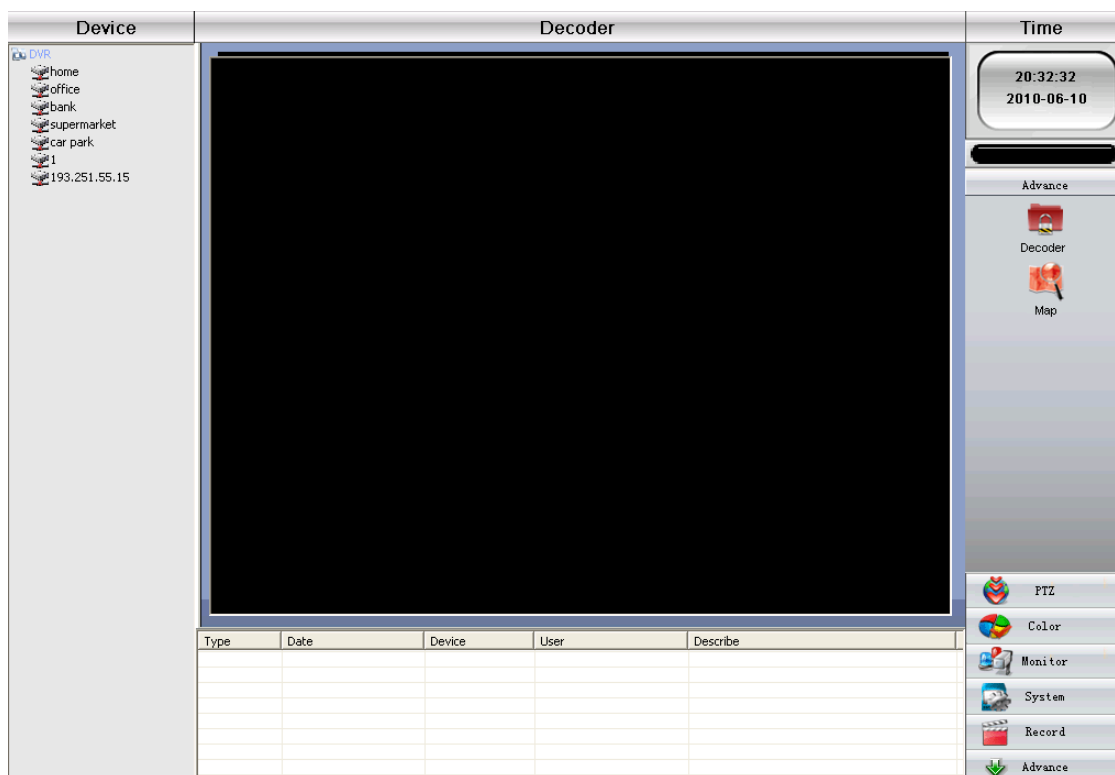 Device
Decoder
Time
DVR
home
office
bank
supermarket
car park
1
193.251.55.15
20:32:32
2010-06-10
Advance
Decoder
Map
PTZ
Color
Monitor
System
Record
Advance
Type Date Device User Describe